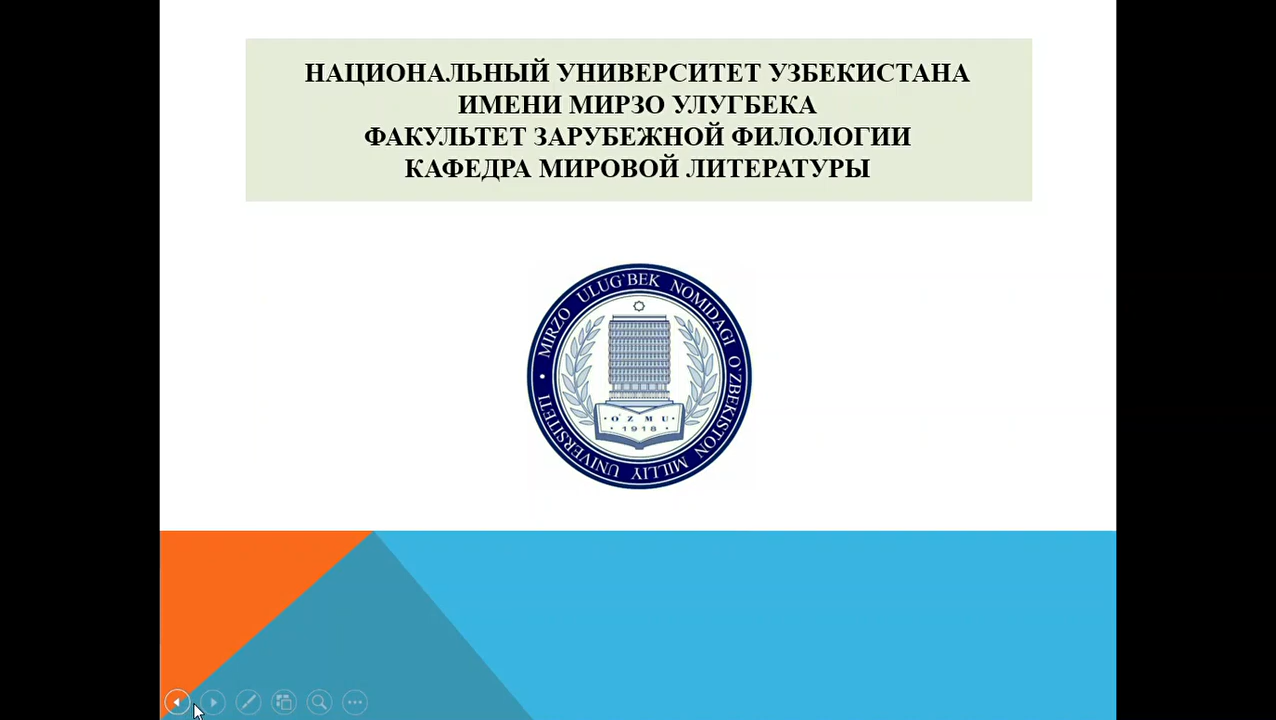 НАЦИОНАЛЬНЫЙ УНИВЕРСИТЕТ УЗБЕКИСТАНА
ИМЕНИ МИРЗО УЛУГБЕКА
ФАКУЛЬТЕТ ЗАРУБЕЖНОЙ ФИЛОЛОГИИ
КАФЕДРА МИРОВОЙ ЛИТЕРАТУРЫ
• MIRZO ULUG`BEK NOMIDAGI O`ZBEKISTON MILLIY UNIVERSITETI
• O' Z M U •
• 1918 •